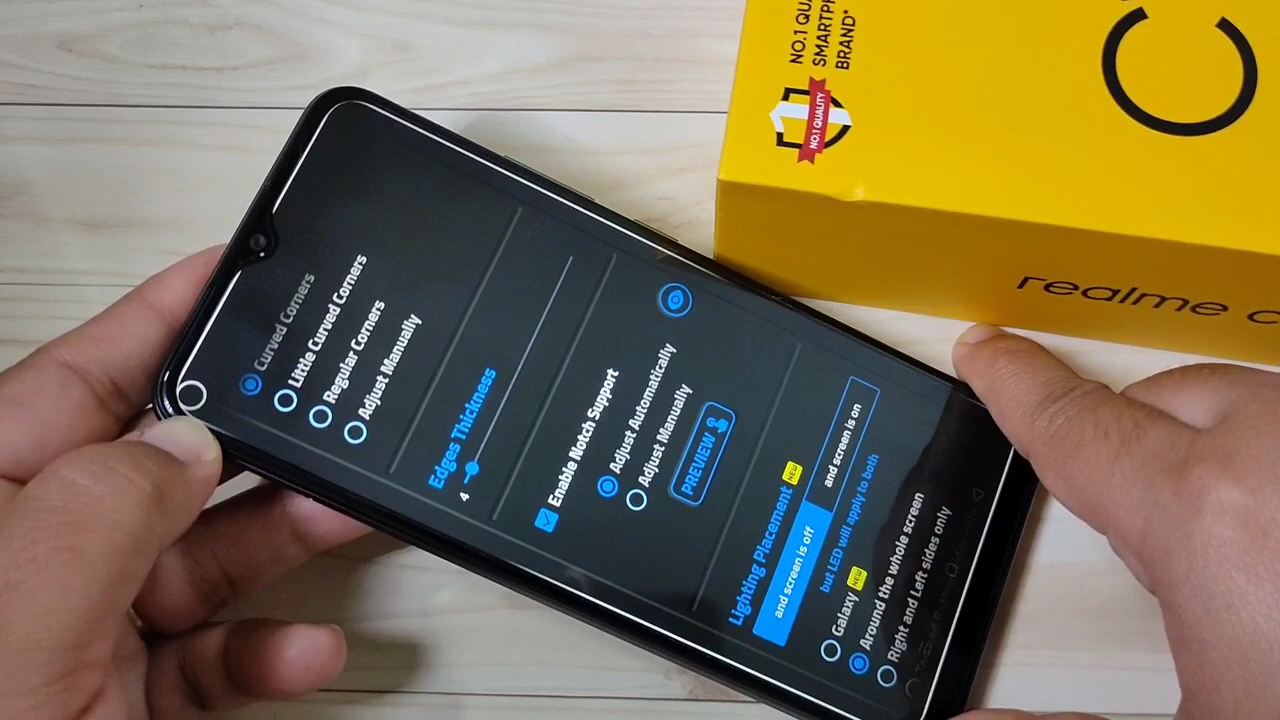 Curved Corners
Little Curved Corners
Regular Corners
Adjust Manually
Edges Thickness
4
Enable Notch Support
Adjust Automatically
Adjust Manually
PREVIEW
Lighting Placement NEW
and screen is off
and screen is on
but LED will apply to both
Galaxy NEW
Around the whole screen
Right and Left sides only
NO.1 QUALITY
SMARTPH
BRAND*
NO.1 QUA
realme c
C